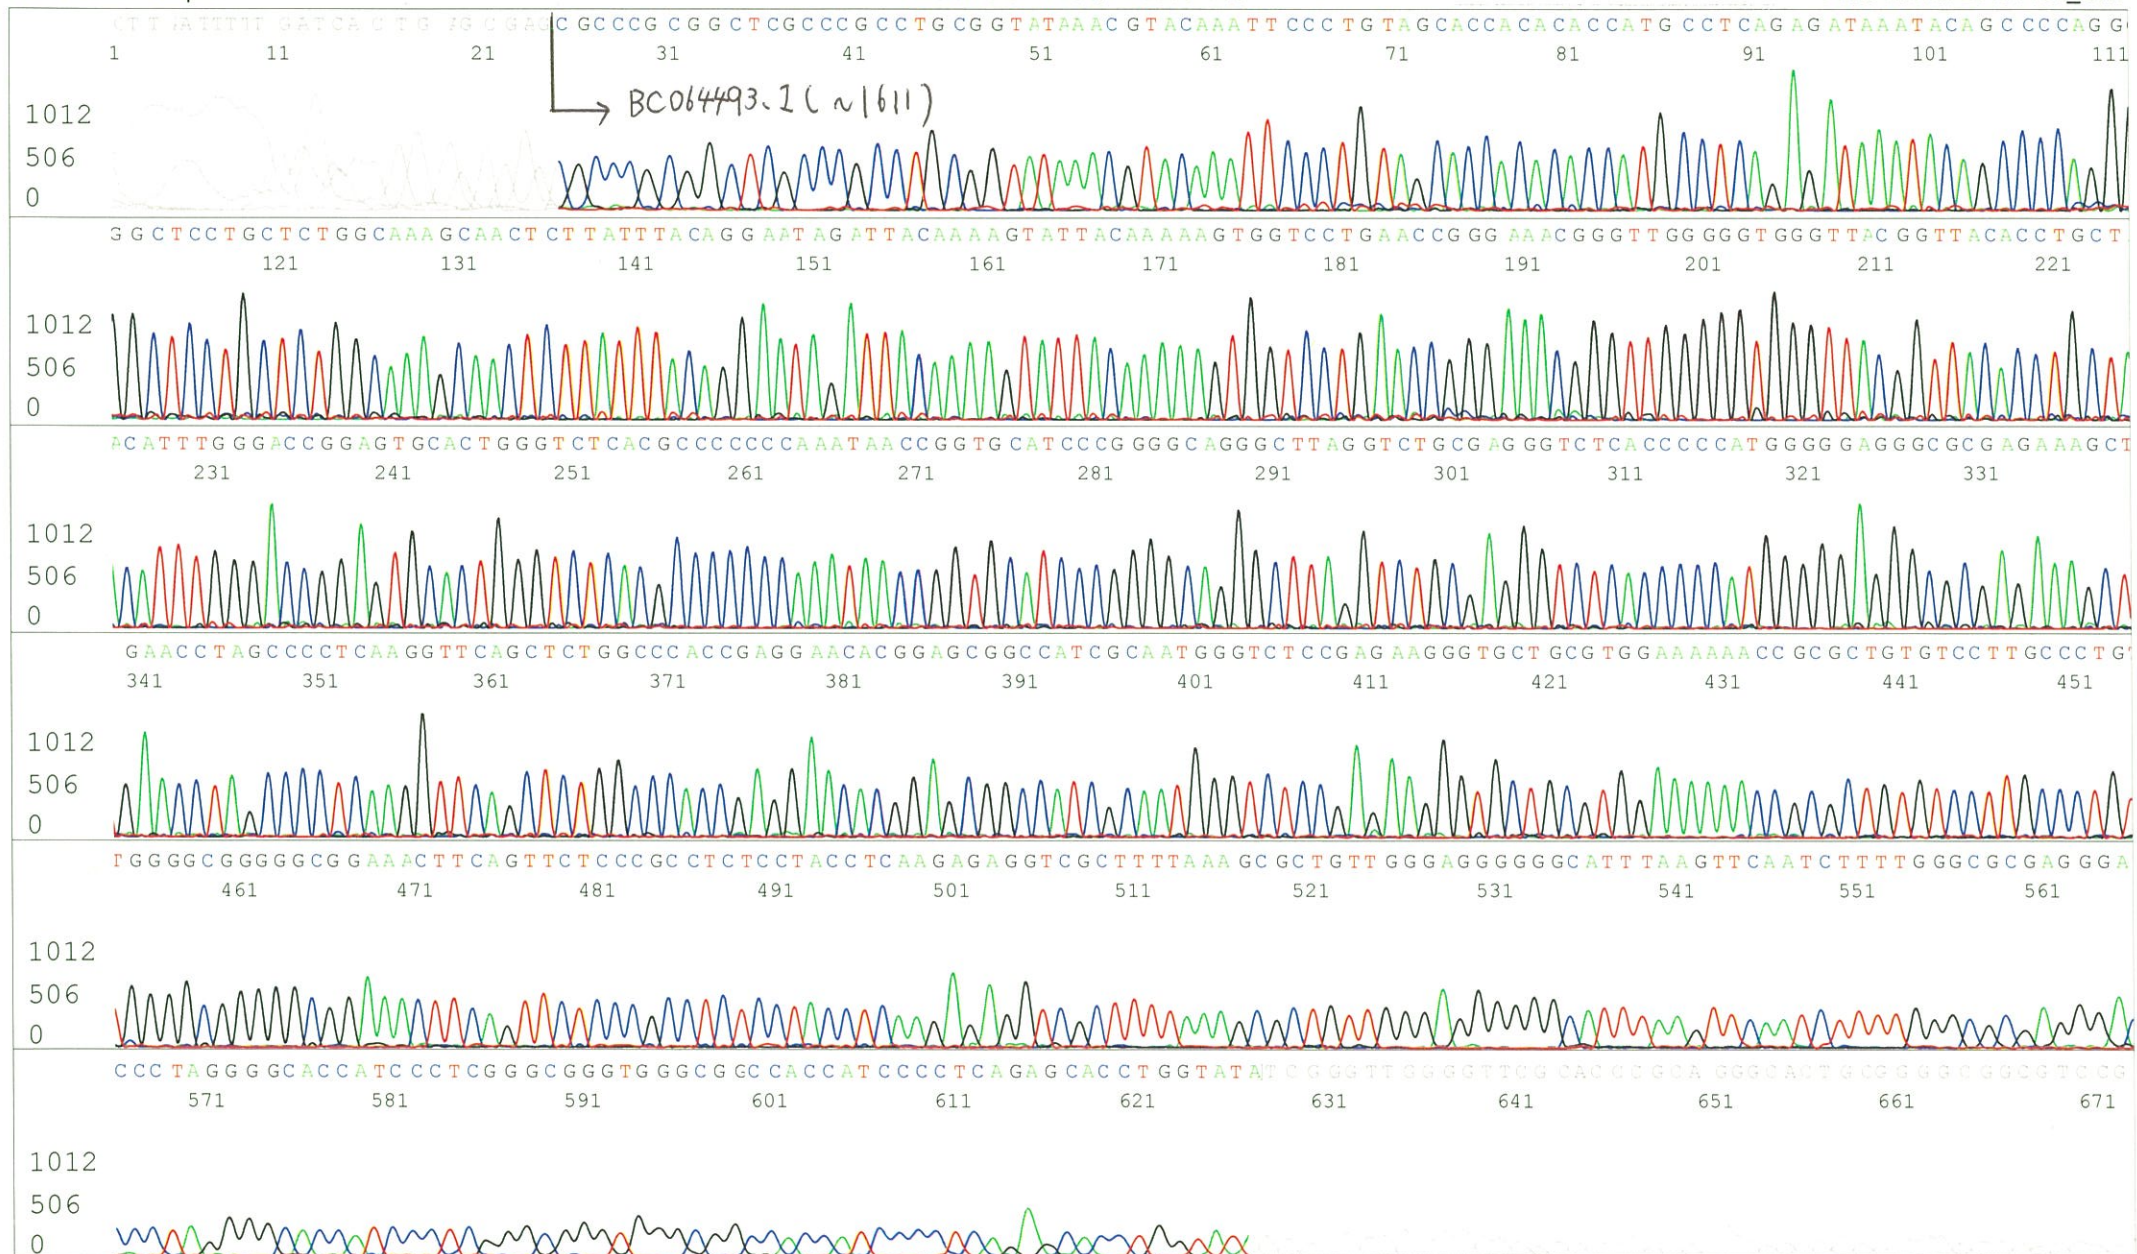 CGCCCGCGGCTCGCCCGCCTGCGGTATAAACGTACAAATTCCCTGTAGCACCACACACCATGCCTCAGAGATAAATACAGCCCCAGG
1 11 21 31 41 51 61 71 81 91 101 111
BC064493.1 (~1611)
1012
506
0
GGCTCCTGCTCTGGCAAAGCAACTCTTATTTACAGGAATAGATTACAAAAGTATTACAAAAAGTGGTCCTGAACCGGGAAACGGGTTGGGGGTGGGTTACGGTTACACCTGCT
121 131 141 151 161 171 181 191 201 211 221
1012
506
0
ACATTTGGGACCGGAGTGCACTGGGTCTCACGCCCCCCCAAATAACCGGTGCATCCCGGGGCAGGGCTTAGGTCTGCGAGGGTCTCACCCCCATGGGGGAGGGCGCGAGAAAGCT
231 241 251 261 271 281 291 301 311 321 331
1012
506
0
GAACCTAGCCCCTCAAGGTTCAGCTCTGGCCCACCGAGGAACACGGAGCGGCCATCGCAATGGGTCTCCGAGAAGGGTGCTGCGTGGAAAAAACCGCGCTGTGTCCTTGCCCTG
341 351 361 371 381 391 401 411 421 431 441 451
1012
506
0
TGGGGCGGGGGCGGAAACTTCAGTTCTCCCGCCTCTCCTACCTCAAGAGAGGTCGCTTTTAAAGCGCTGTTGGGAGGGGGGCATTTAAGTTCAATCTTTTGGGCGCGAGGGA
461 471 481 491 501 511 521 531 541 551 561
1012
506
0
CCCTAGGGGCACCATCCCTCGGGCGGGTGGGCGGCCACCATCCCCTCAGAGCACCTGGTATA
571 581 591 601 611 621 631 641 651 661 671
1012
506
0